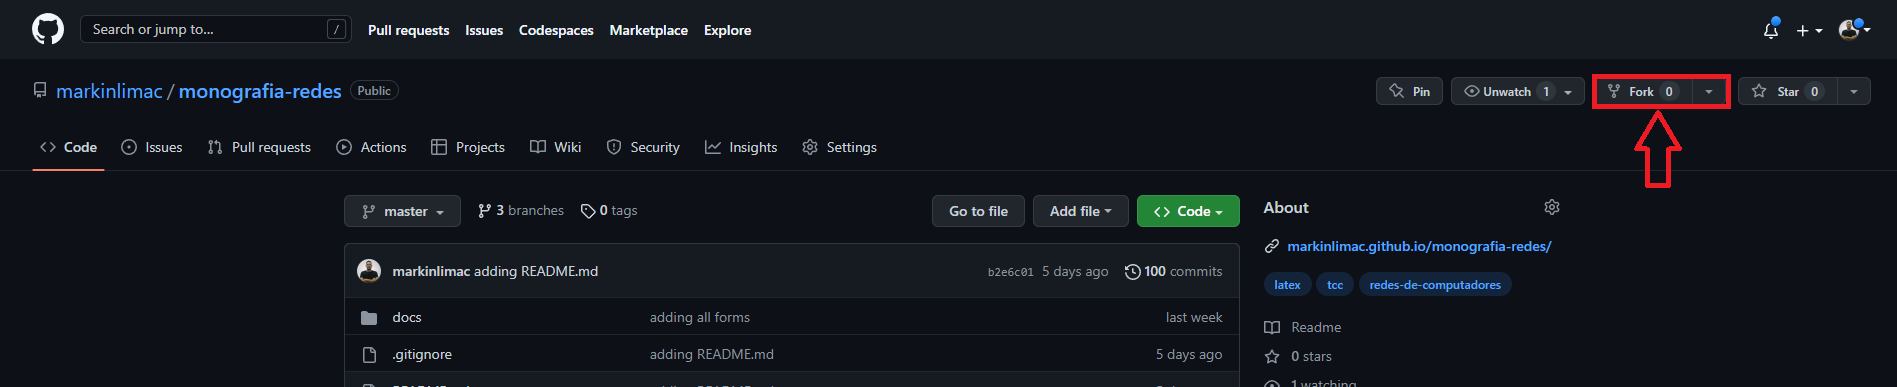 Search or jump to... /
Pull requests Issues Codespaces Marketplace Explore
markinlimac / monografia-redes Public
Pin Unwatch 1 Fork 0 Star 0
Code Issues Pull requests Actions Projects Wiki Security Insights Settings
master 3 branches 0 tags Go to file Add file Code
markinlimac adding README.md b2e6c01 5 days ago 100 commits
docs adding all forms last week
.gitignore adding README.md 5 days ago
About
markinlimac.github.io/monografia-redes/
latex tcc redes-de-computadores
Readme
0 stars
1 watching